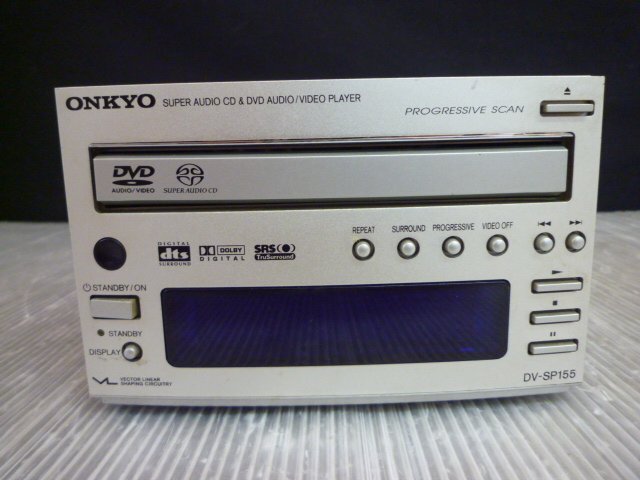 ONKYO SUPER AUDIO CD & DVD AUDIO/VIDEO PLAYER
PROGRESSIVE SCAN
DVD
AUDIO/VIDEO
SUPER AUDIO CD
REPEAT SURROUND PROGRESSIVE VIDEO OFF
DIGITAL
dts
SURROUND
DOLBY
DIGITAL
SRS
TruSurround
STANDBY/ON
STANDBY
DISPLAY
VL VECTOR LINEAR
SHAPING CIRCUITRY
DV-SP155